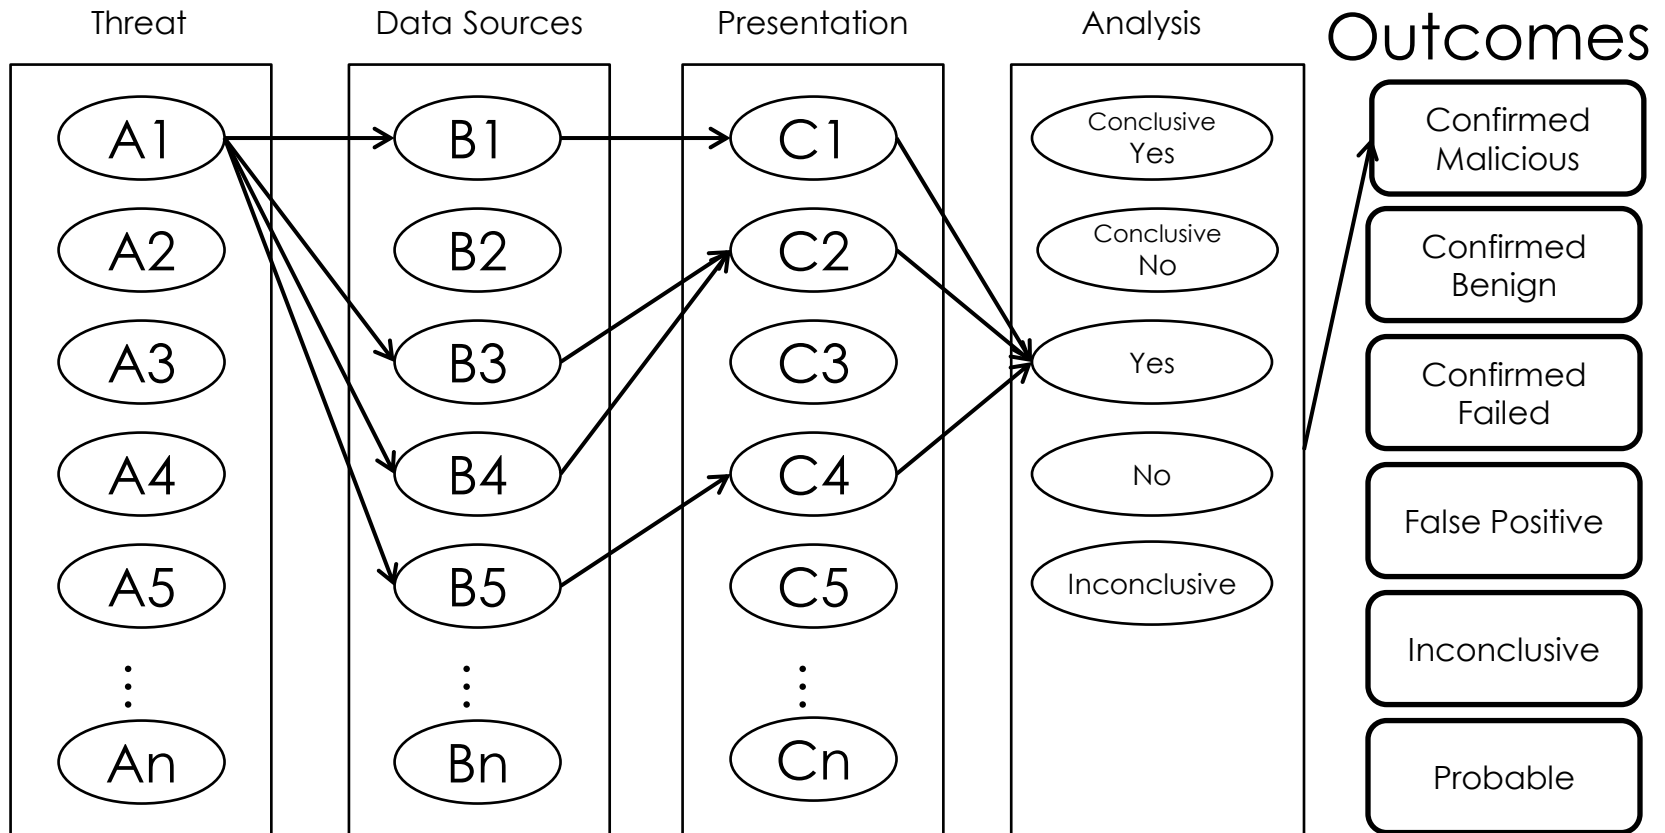 Threat
Data Sources
Presentation
Analysis
Outcomes
A1
A2
A3
A4
A5
⋮
An
B1
B2
B3
B4
B5
⋮
Bn
C1
C2
C3
C4
C5
⋮
Cn
Conclusive
Yes
Conclusive
No
Yes
No
Inconclusive
Confirmed
Malicious
Confirmed
Benign
Confirmed
Failed
False Positive
Inconclusive
Probable